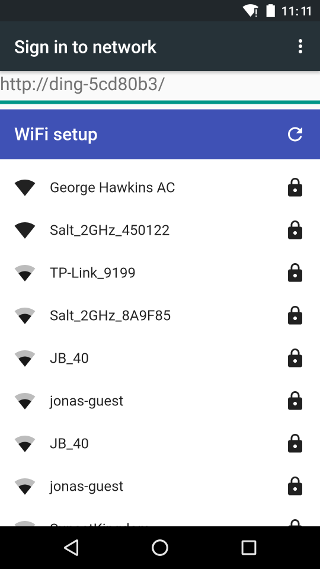 11:11
Sign in to network
http://ding-5cd80b3/
WiFi setup
George Hawkins AC
Salt_2GHz_450122
TP-Link_9199
Salt_2GHz_8A9F85
JB_40
jonas-guest
JB_40
jonas-guest